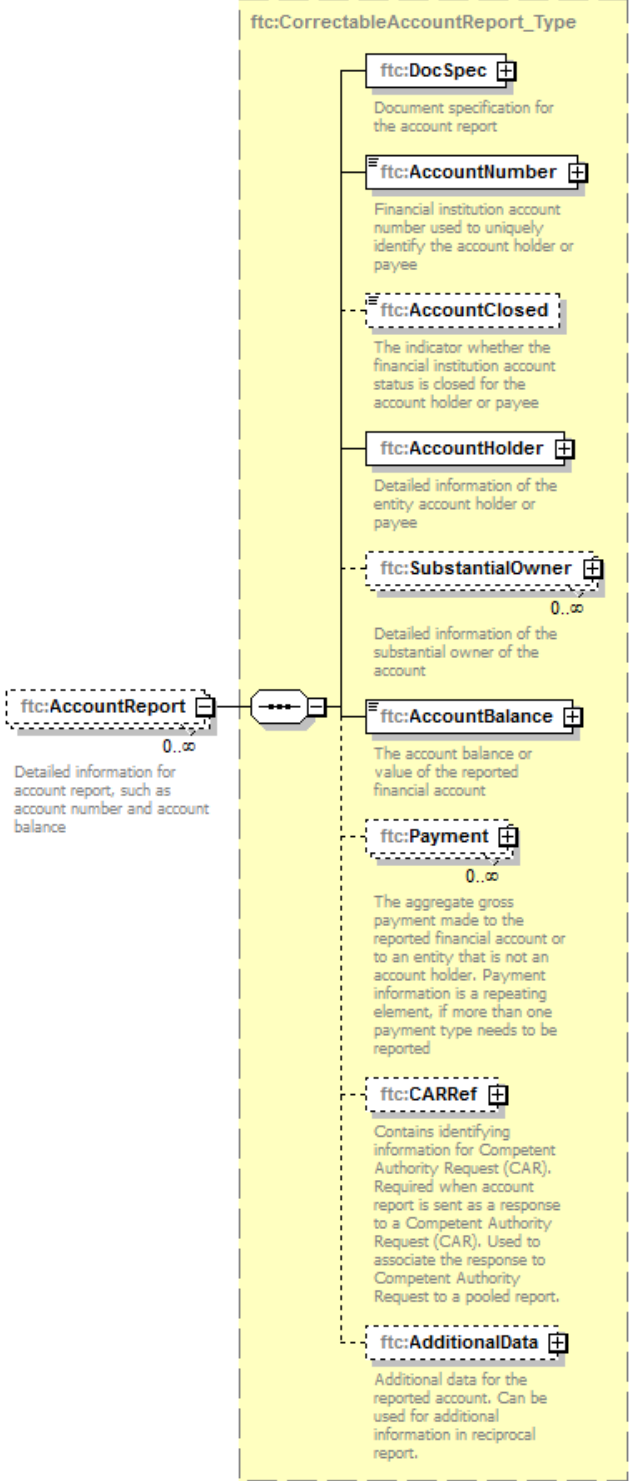 ftc:CorrectableAccountReport_Type
ftc:DocSpec
Document specification for
the account report
ftc:AccountNumber
Financial institution account
number used to uniquely
identify the account holder or
payee
ftc:AccountClosed
The indicator whether the
financial institution account
status is closed for the
account holder or payee
ftc:AccountHolder
Detailed information of the
entity account holder or
payee
ftc:SubstantialOwner
0..∞
Detailed information of the
substantial owner of the
account
ftc:AccountReport
0..∞
Detailed information for
account report, such as
account number and account
balance
ftc:AccountBalance
The account balance or
value of the reported
financial account
ftc:Payment
0..∞
The aggregate gross
payment made to the
reported financial account or
to an entity that is not an
account holder. Payment
information is a repeating
element, if more than one
payment type needs to be
reported
ftc:CARRef
Contains identifying
information for Competent
Authority Request (CAR).
Required when account
report is sent as a response
to a Competent Authority
Request (CAR). Used to
associate the response to
Competent Authority
Request to a pooled report.
ftc:AdditionalData
Additional data for the
reported account. Can be
used for additional
information in reciprocal
report.